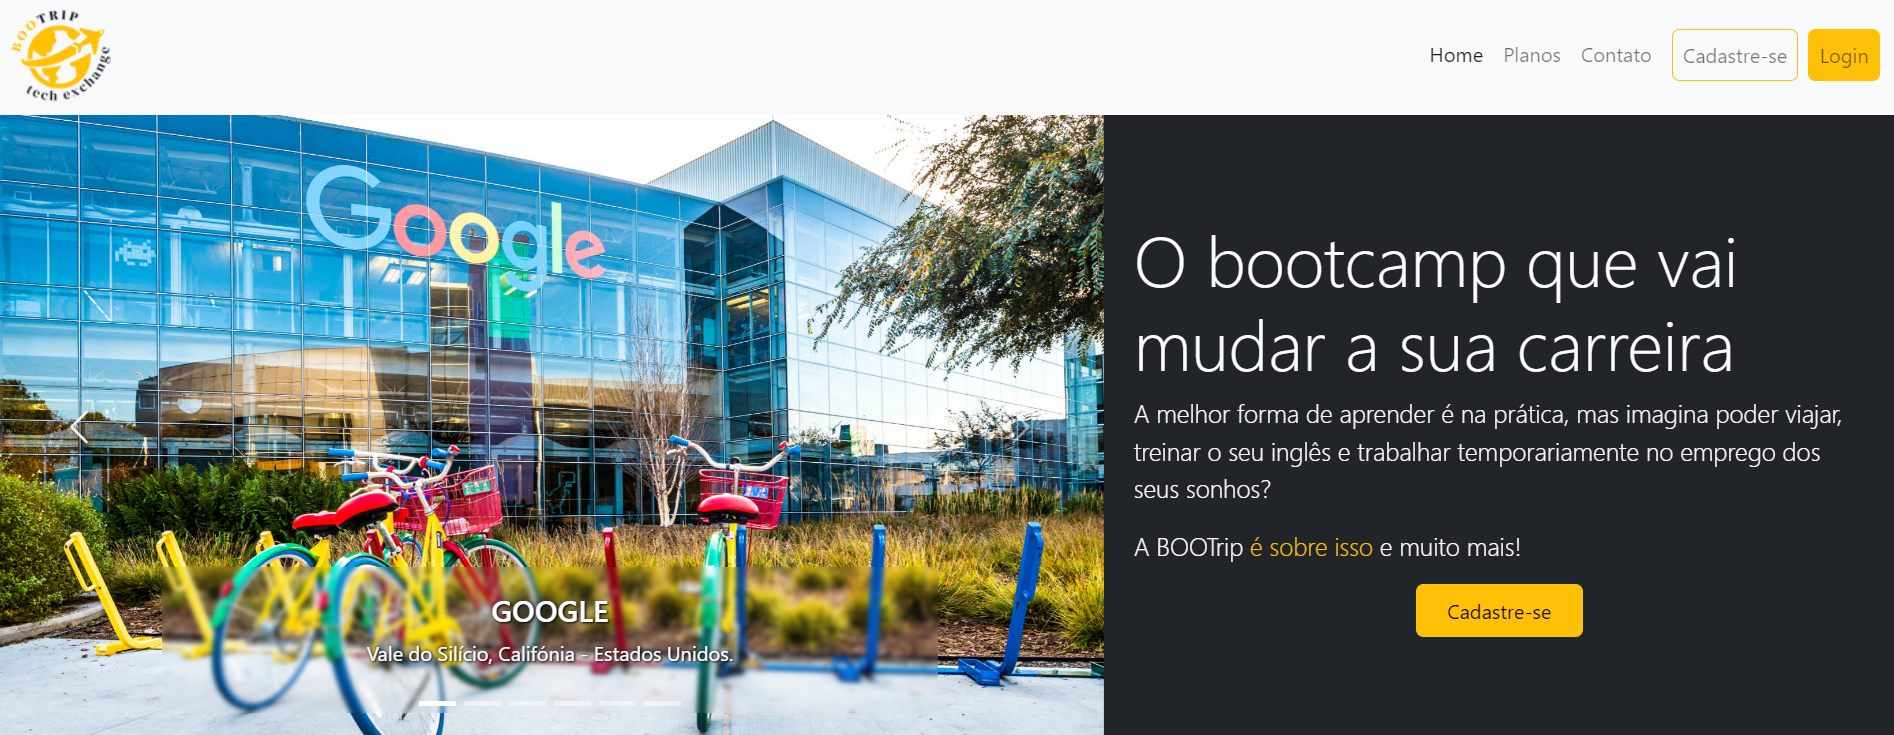 BOOTRIP
tech exchange
Home Planos Contato Cadastre-se Login
Google
O bootcamp que vai
mudar a sua carreira
A melhor forma de aprender é na prática, mas imagina poder viajar,
treinar o seu inglês e trabalhar temporariamente no emprego dos
seus sonhos?
A BOOTrip é sobre isso e muito mais!
Cadastre-se
GOOGLE
Vale do Silício, Califónia - Estados Unidos.